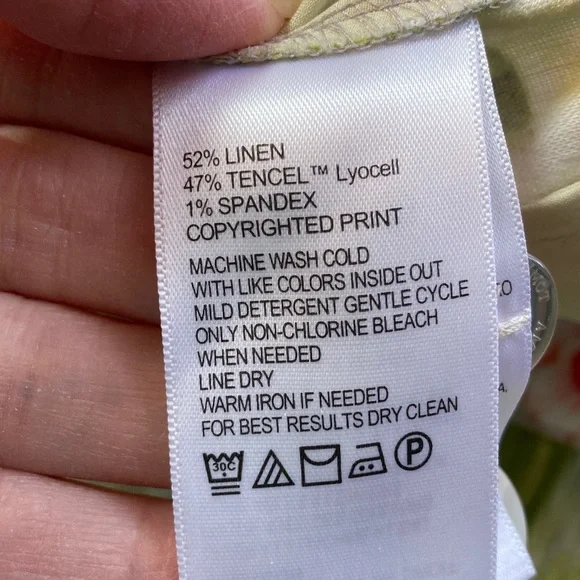 52% LINEN
47% TENCEL™ Lyocell
1% SPANDEX
COPYRIGHTED PRINT
MACHINE WASH COLD
WITH LIKE COLORS INSIDE OUT
MILD DETERGENT GENTLE CYCLE
ONLY NON-CHLORINE BLEACH
WHEN NEEDED
LINE DRY
WARM IRON IF NEEDED
FOR BEST RESULTS DRY CLEAN
30C
P